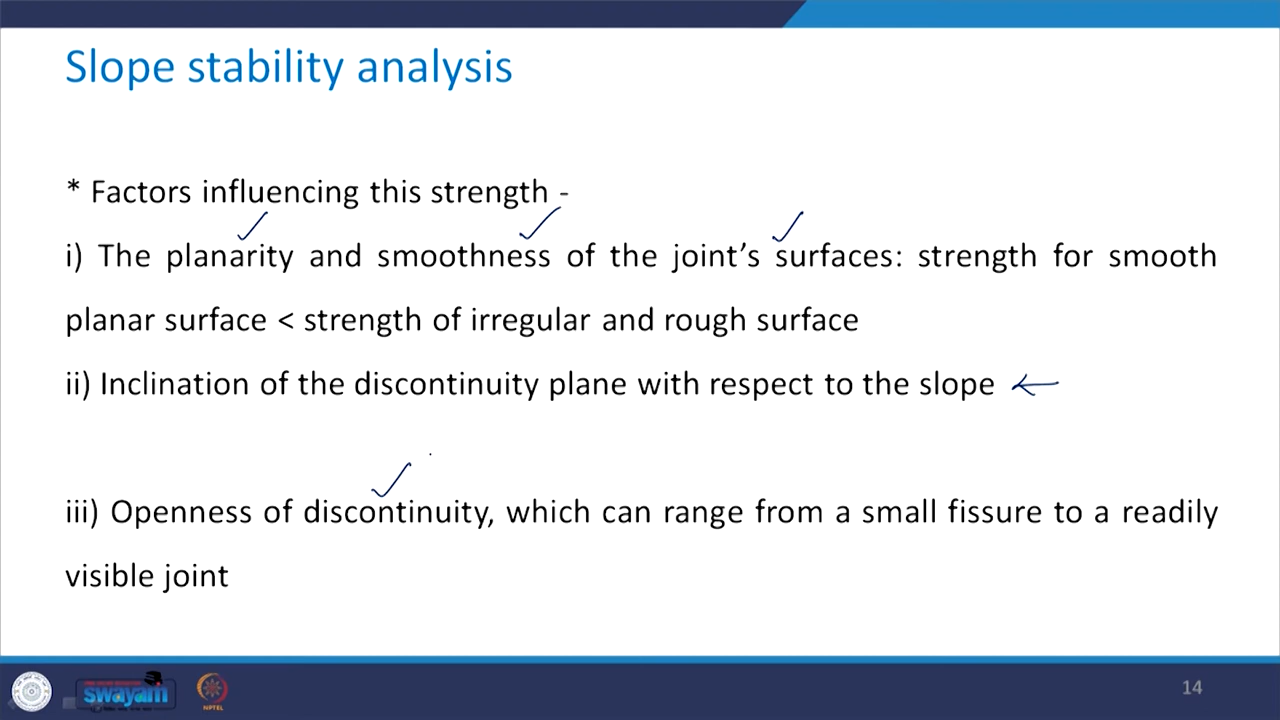 Slope stability analysis
* Factors influencing this strength -
i) The planarity and smoothness of the joint’s surfaces: strength for smooth
planar surface < strength of irregular and rough surface
ii) Inclination of the discontinuity plane with respect to the slope
iii) Openness of discontinuity, which can range from a small fissure to a readily
visible joint
swayam
NPTEL
14